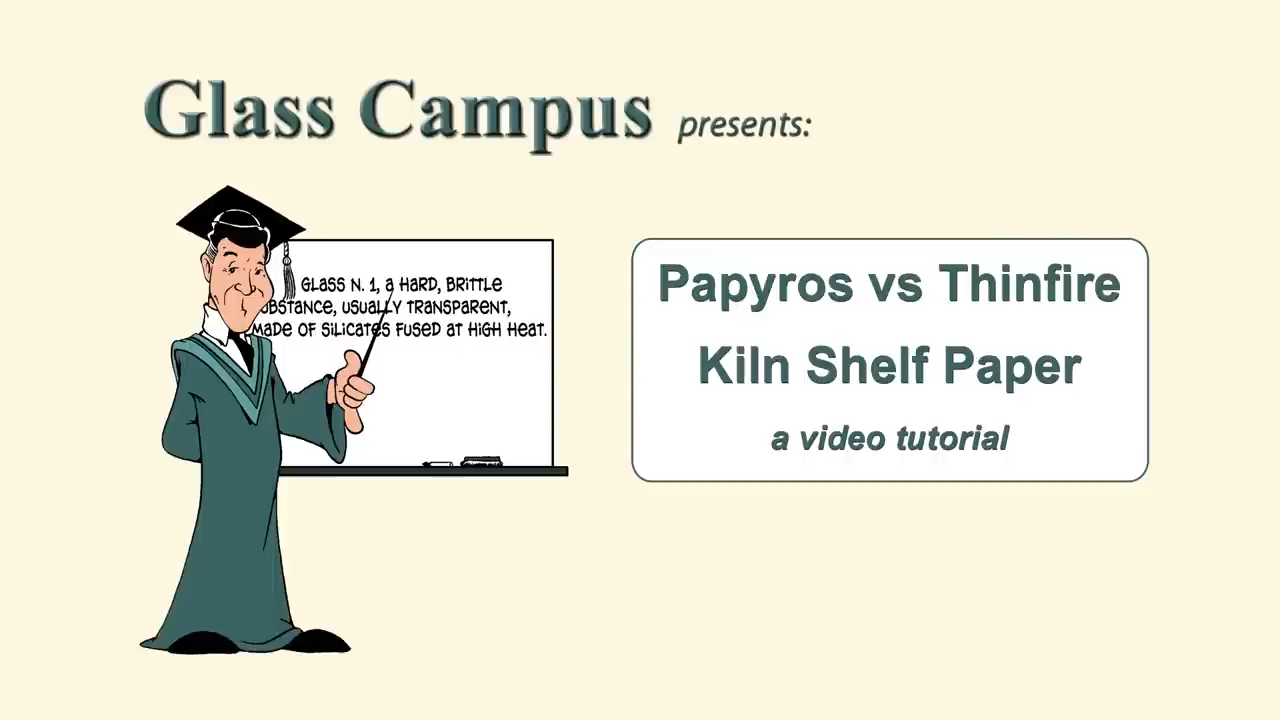 Glass Campus presents:
GLASS N. 1, a HARD, BRITTLE
UBSTANCE, USUALLY TRANSPARENT,
MADE OF SILICATES FUSED AT HIGH HEAT.
Papyros vs Thinfire
Kiln Shelf Paper
a video tutorial